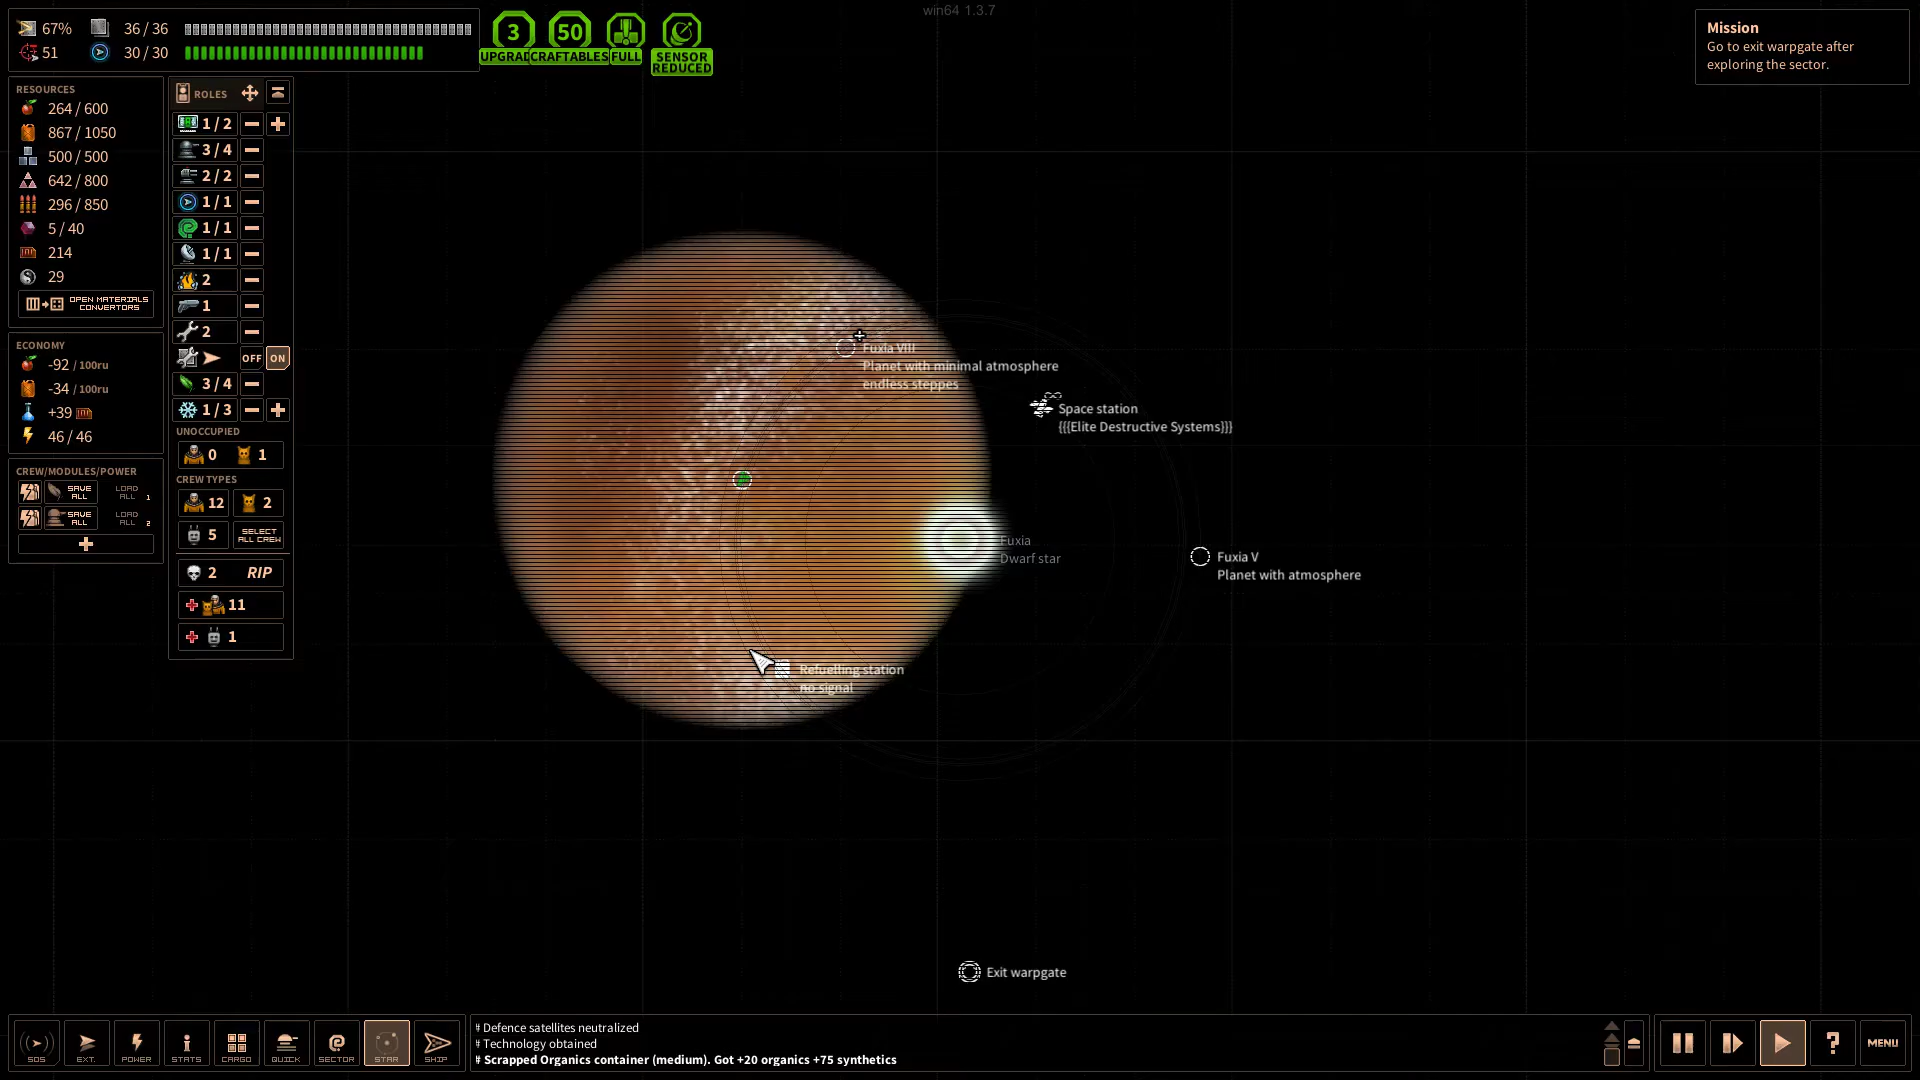 win64 1.3.7
67%
36 / 36
51
30 / 30
3
UPGRAD
50
CRAFTABLES
FULL
SENSOR
REDUCED
Mission
Go to exit warpgate after
exploring the sector.
RESOURCES
264 / 600
867 / 1050
500 / 500
642 / 800
296 / 850
5 / 40
214
29
OPEN MATERIALS
CONVERTORS
ECONOMY
-92 / 100ru
-34 / 100ru
+39
46 / 46
CREW/MODULES/POWER
SAVE ALL
LOAD ALL 1
SAVE ALL
LOAD ALL 2
ROLES
1 / 2
3 / 4
2 / 2
1 / 1
1 / 1
1 / 1
2
1
2
OFF
ON
3 / 4
1 / 3
UNOCCUPIED
0
1
CREW TYPES
12
2
5
SELECT
ALL CREW
2
RIP
11
1
Fuxia VIII
Planet with minimal atmosphere
endless steppes
Space station
{{{Elite Destructive Systems}}}
Fuxia
Dwarf star
Fuxia V
Planet with atmosphere
Refuelling station
no signal
Exit warpgate
SOS
EXT.
POWER
STATS
CARGO
QUICK
SECTOR
STAR
SHIP
Defence satellites neutralized
Technology obtained
Scrapped Organics container (medium). Got +20 organics +75 synthetics
?
MENU